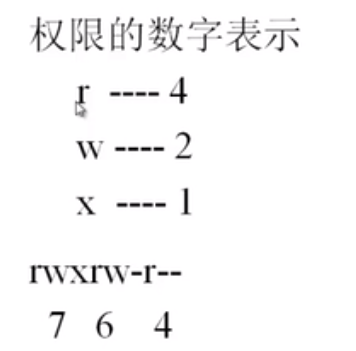 权限的数字表示
r ---- 4
w ---- 2
x ---- 1
rwxrw-r--
7 6 4